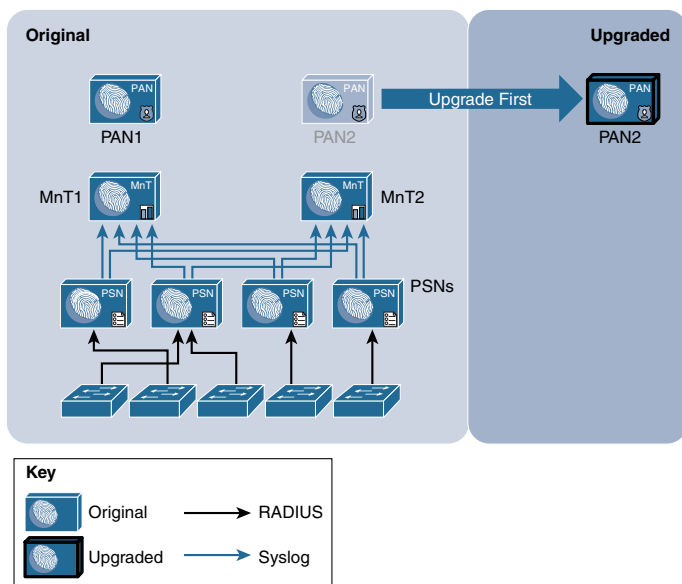 Original
Upgraded
PAN
PAN
Upgrade First
PAN
PAN1
PAN2
PAN2
MnT1
MnT
MnT
MnT2
PSN
PSN
PSN
PSN
PSNs
Key
Original
RADIUS
Upgraded
Syslog